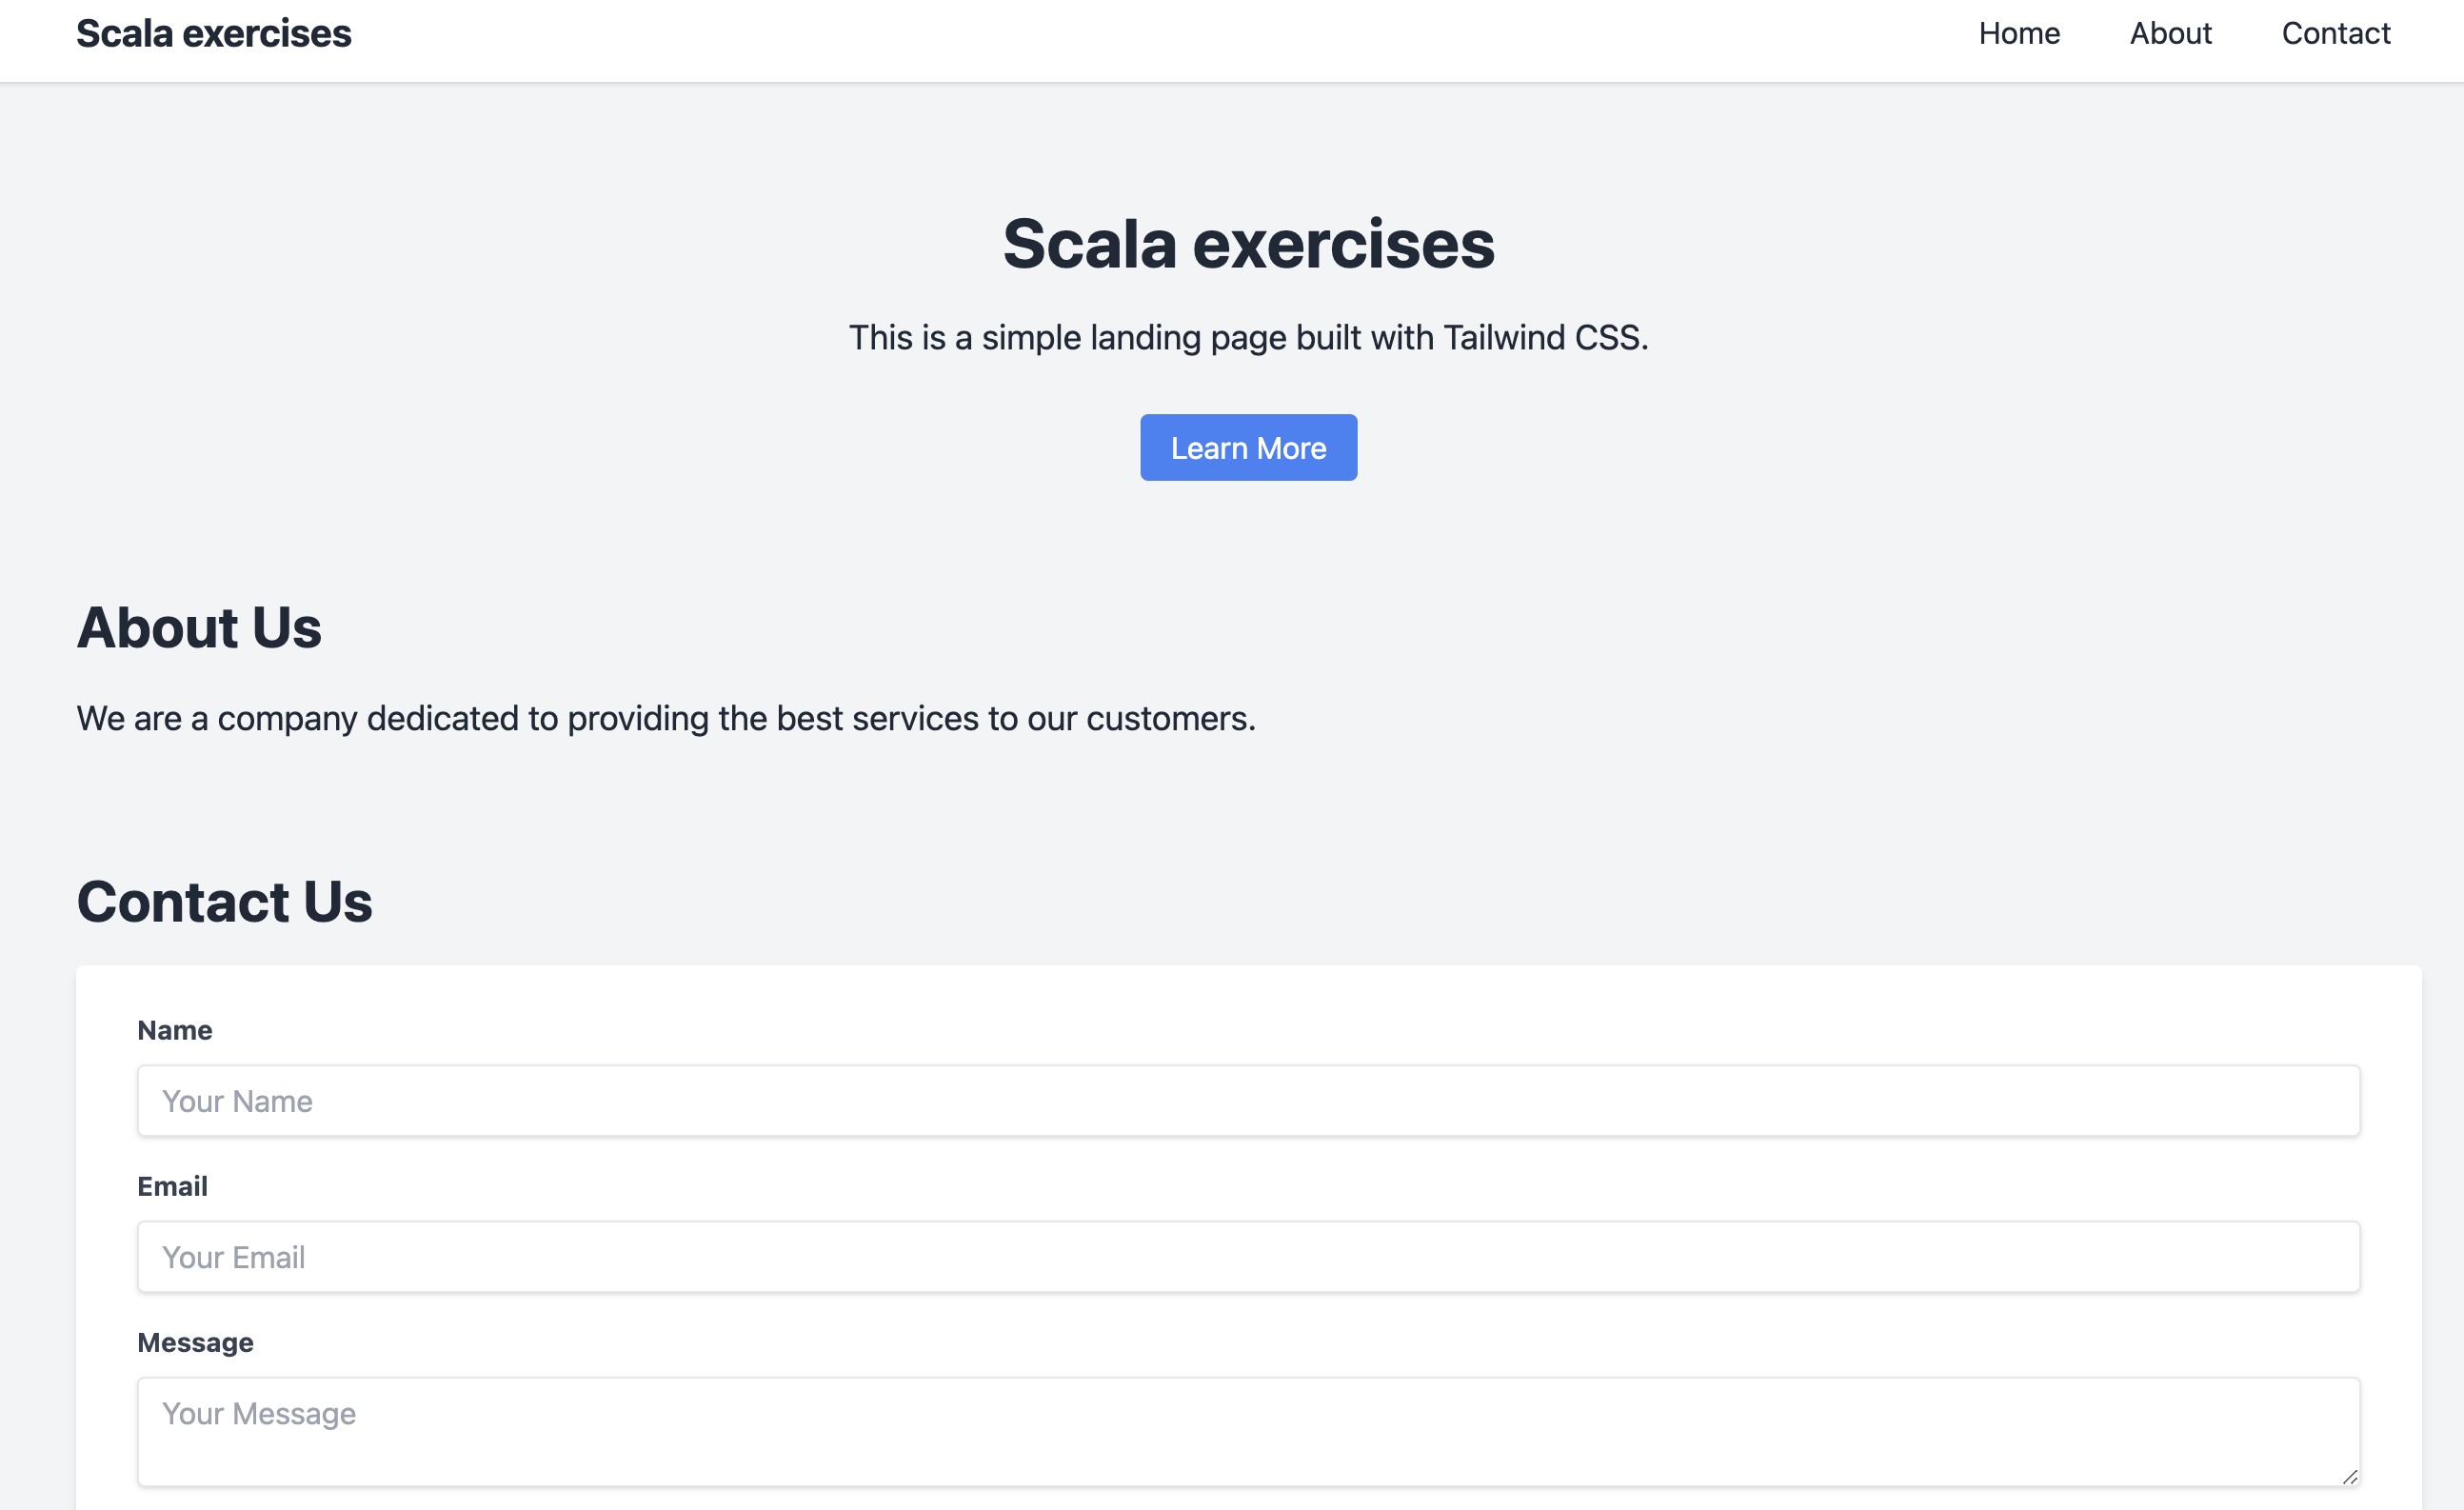 Scala exercises
Home About Contact
Scala exercises
This is a simple landing page built with Tailwind CSS.
Learn More
About Us
We are a company dedicated to providing the best services to our customers.
Contact Us
Name
Your Name
Email
Your Email
Message
Your Message